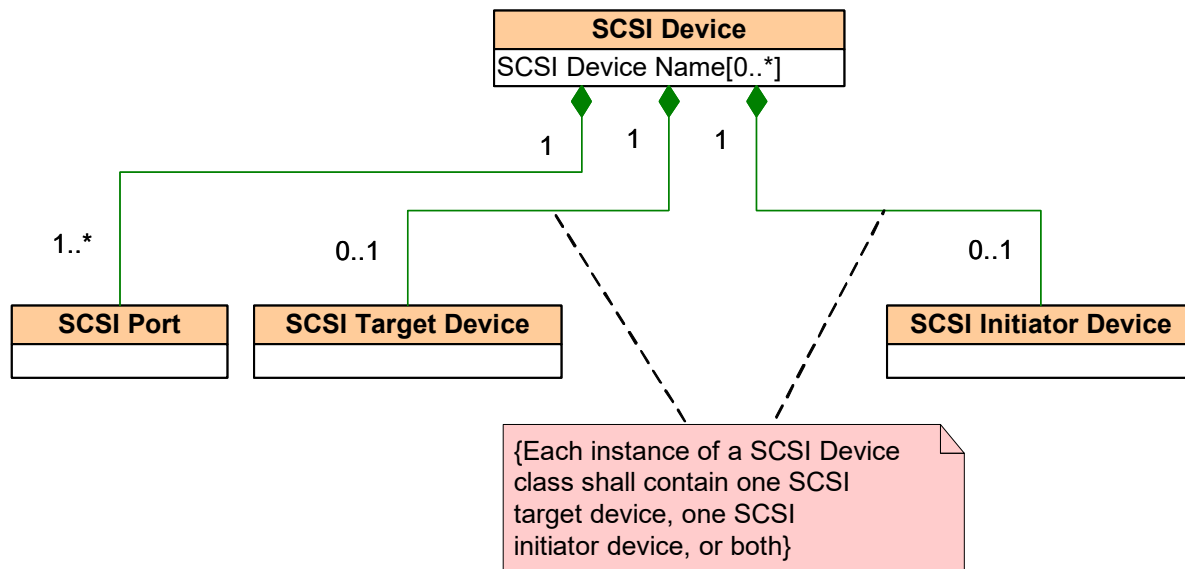 SCSI Device
SCSI Device Name[0..*]
1
1
1
1..*
0..1
0..1
SCSI Port
SCSI Target Device
SCSI Initiator Device
{Each instance of a SCSI Device
class shall contain one SCSI
target device, one SCSI
initiator device, or both}